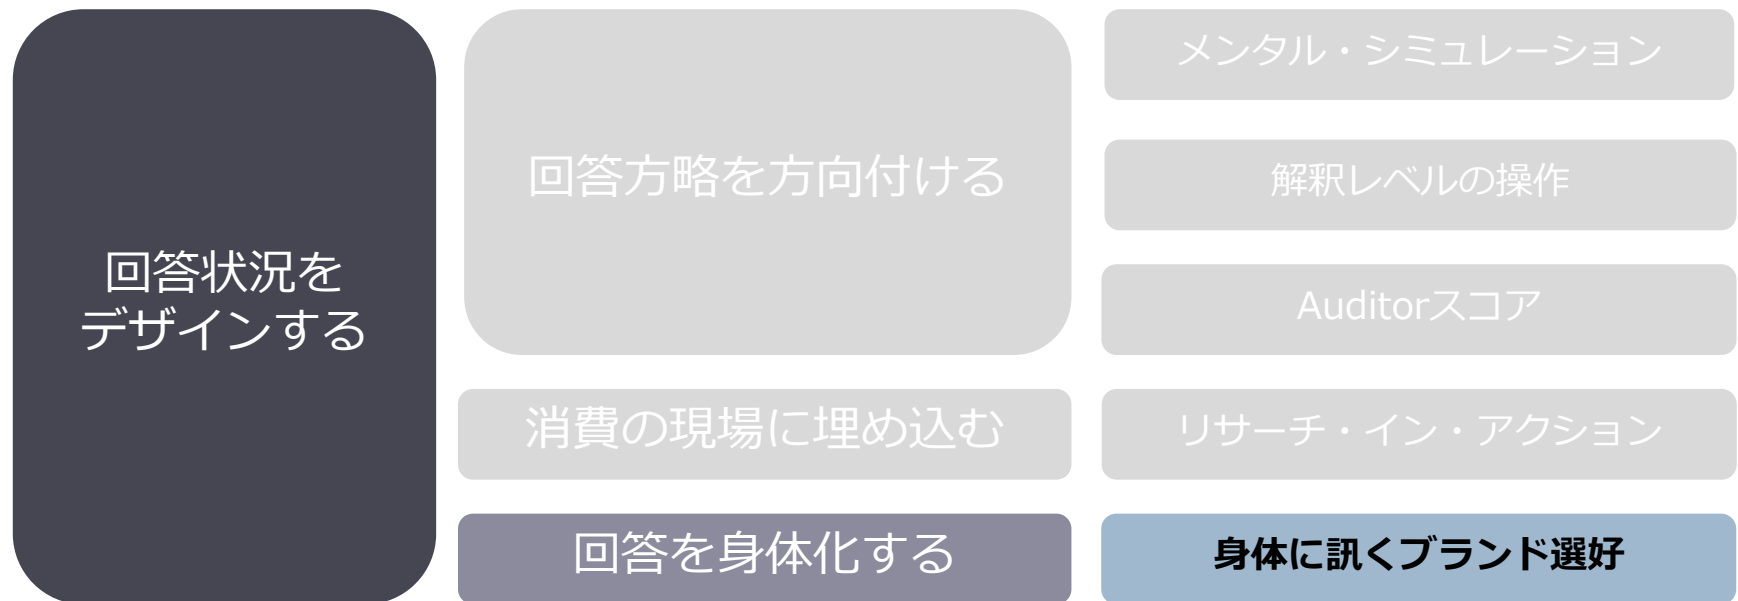 回答状況を
デザインする
回答方略を方向付ける
消費の現場に埋め込む
回答を身体化する
メンタル・シミュレーション
解釈レベルの操作
Auditorスコア
リサーチ・イン・アクション
身体に訊くブランド選好